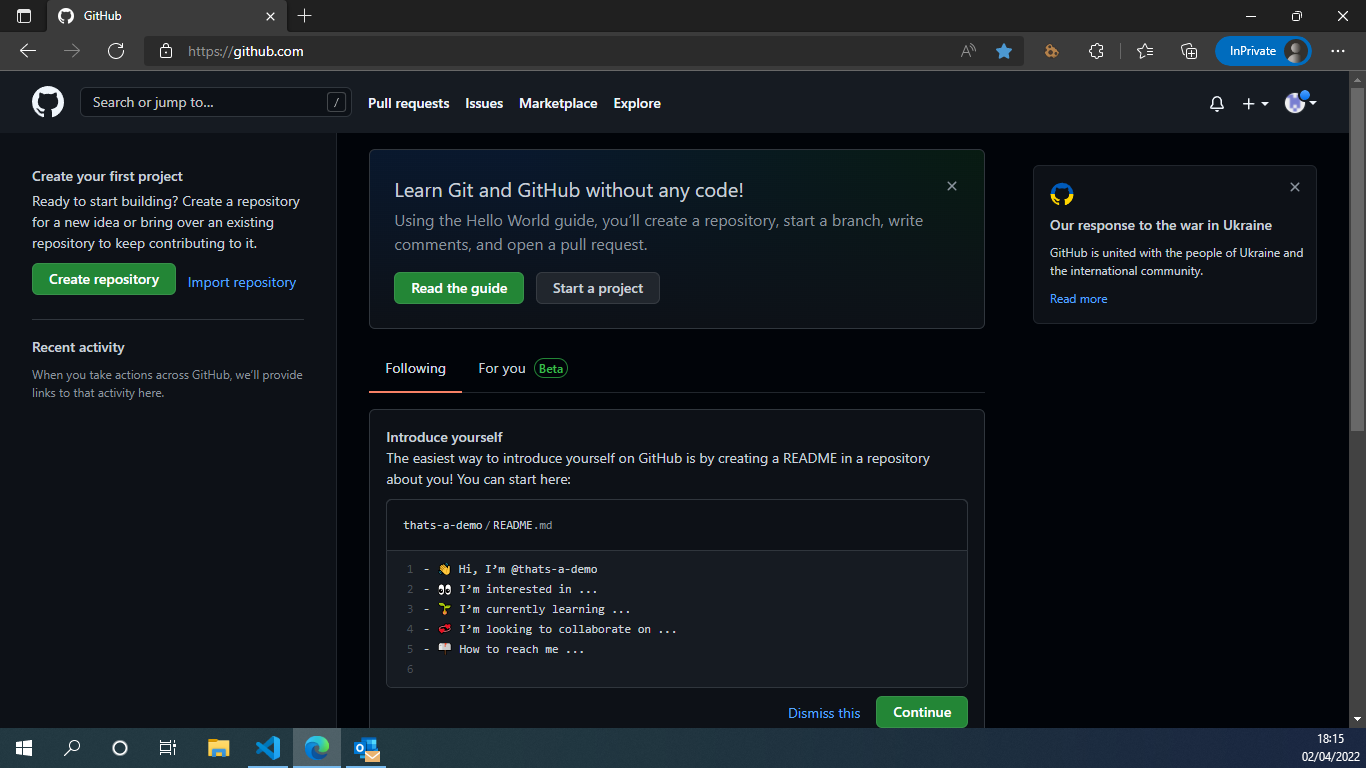 GitHub
https://github.com
InPrivate
Search or jump to...
/
Pull requests
Issues
Marketplace
Explore
Create your first project
Ready to start building? Create a repository
for a new idea or bring over an existing
repository to keep contributing to it.
Create repository
Import repository
Recent activity
When you take actions across GitHub, we’ll provide
links to that activity here.
Learn Git and GitHub without any code!
Using the Hello World guide, you’ll create a repository, start a branch, write
comments, and open a pull request.
Read the guide
Start a project
Following
For you
Beta
Introduce yourself
The easiest way to introduce yourself on GitHub is by creating a README in a repository
about you! You can start here:
thats-a-demo/README.md
1 - 👋 Hi, I’m @thats-a-demo
2 - 👀 I’m interested in ...
3 - 🌱 I’m currently learning ...
4 - 💞️ I’m looking to collaborate on ...
5 - 📫 How to reach me ...
6
Dismiss this
Continue
Our response to the war in Ukraine
GitHub is united with the people of Ukraine and
the international community.
Read more
18:15
02/04/2022